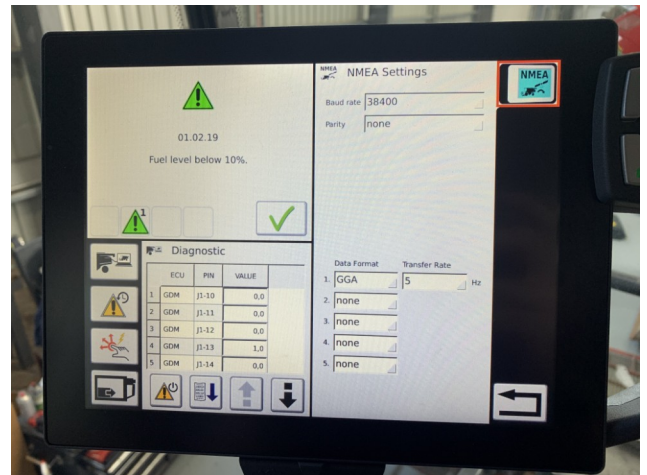 01.02.19
Fuel level below 10%.
1
Diagnostic
ECU PIN VALUE
1 GDM J1-10 0,0
2 GDM J1-11 0,0
3 GDM J1-12 0,0
4 GDM J1-13 1,0
5 GDM J1-14 0,0
NMEA NMEA Settings
Baud rate 38400
Parity none
Data Format Transfer Rate
1. GGA 5 Hz
2. none
3. none
4. none
5. none
NMEA